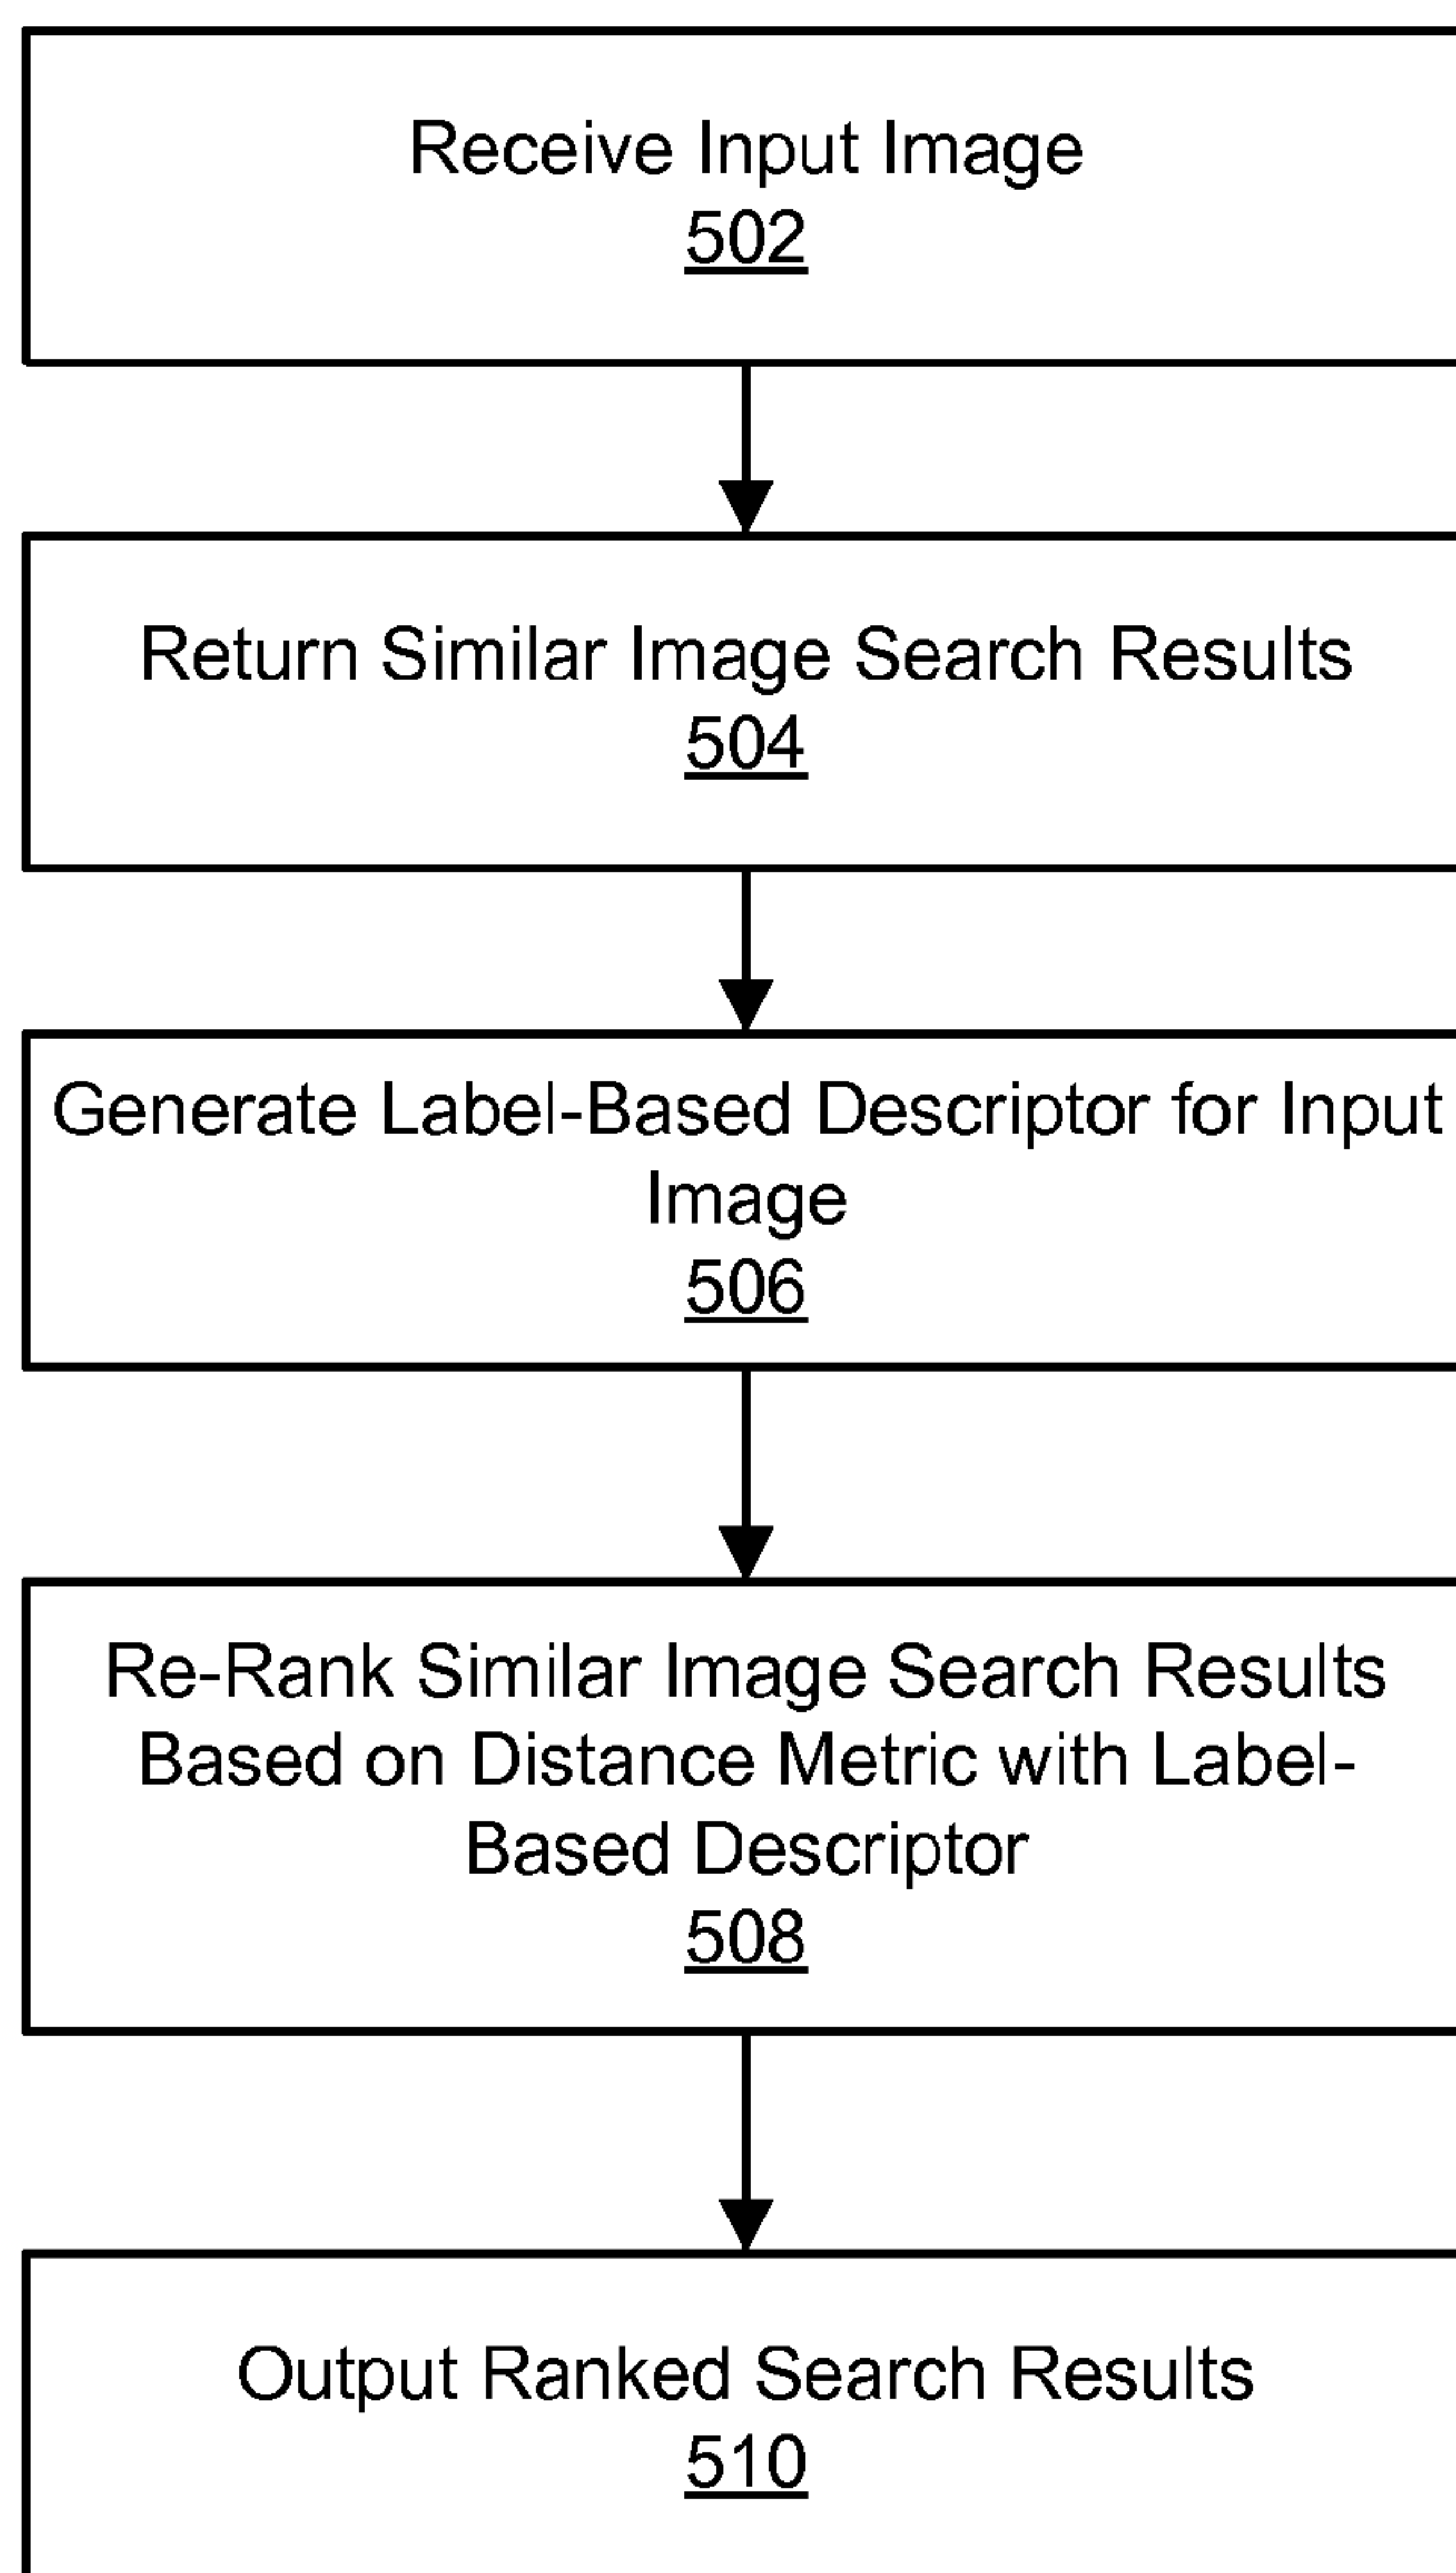 Receive Input Image
502
Return Similar Image Search Results
504
Generate Label-Based Descriptor for Input
Image
506
Re-Rank Similar Image Search Results
Based on Distance Metric with Label-
Based Descriptor
508
Output Ranked Search Results
510